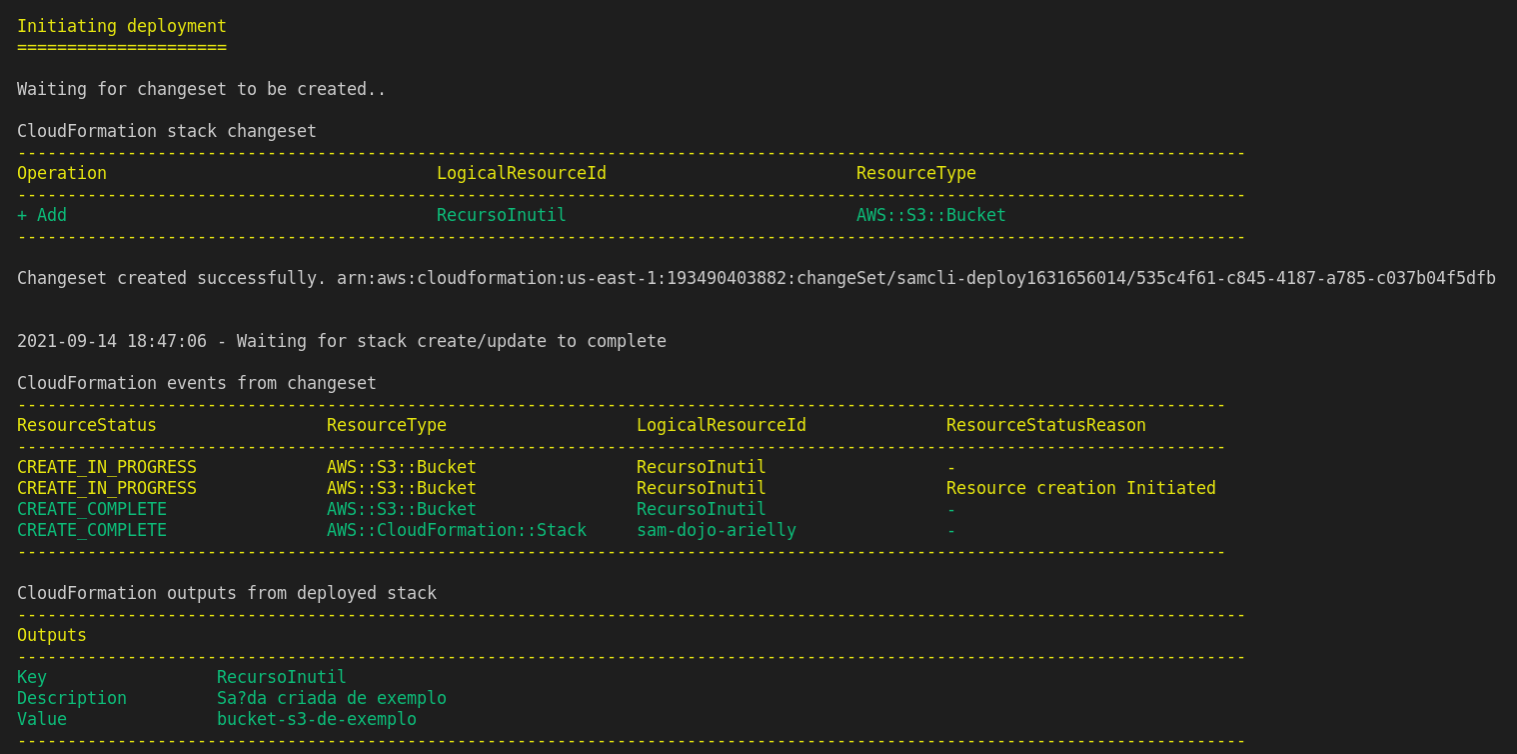 Initiating deployment
=====================
Waiting for changeset to be created..
CloudFormation stack changeset
---------------------------------------------------------------------------------------------------------------------------
Operation LogicalResourceId ResourceType
---------------------------------------------------------------------------------------------------------------------------
+ Add RecursoInutil AWS::S3::Bucket
---------------------------------------------------------------------------------------------------------------------------
Changeset created successfully. arn:aws:cloudformation:us-east-1:193490403882:changeSet/samcli-deploy1631656014/535c4f61-c845-4187-a785-c037b04f5dfb
2021-09-14 18:47:06 - Waiting for stack create/update to complete
CloudFormation events from changeset
-------------------------------------------------------------------------------------------------------------------------
ResourceStatus ResourceType LogicalResourceId ResourceStatusReason
-------------------------------------------------------------------------------------------------------------------------
CREATE_IN_PROGRESS AWS::S3::Bucket RecursoInutil -
CREATE_IN_PROGRESS AWS::S3::Bucket RecursoInutil Resource creation Initiated
CREATE_COMPLETE AWS::S3::Bucket RecursoInutil -
CREATE_COMPLETE AWS::CloudFormation::Stack sam-dojo-arielly -
-------------------------------------------------------------------------------------------------------------------------
CloudFormation outputs from deployed stack
---------------------------------------------------------------------------------------------------------------------------
Outputs
---------------------------------------------------------------------------------------------------------------------------
Key RecursoInutil
Description Sa?da criada de exemplo
Value bucket-s3-de-exemplo
---------------------------------------------------------------------------------------------------------------------------